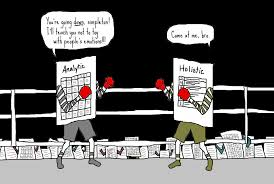 You're going down, simpleton!
I'll teach you not to toy
with people's emotions!!!
Come at me, bro.
Analytic
Holistic